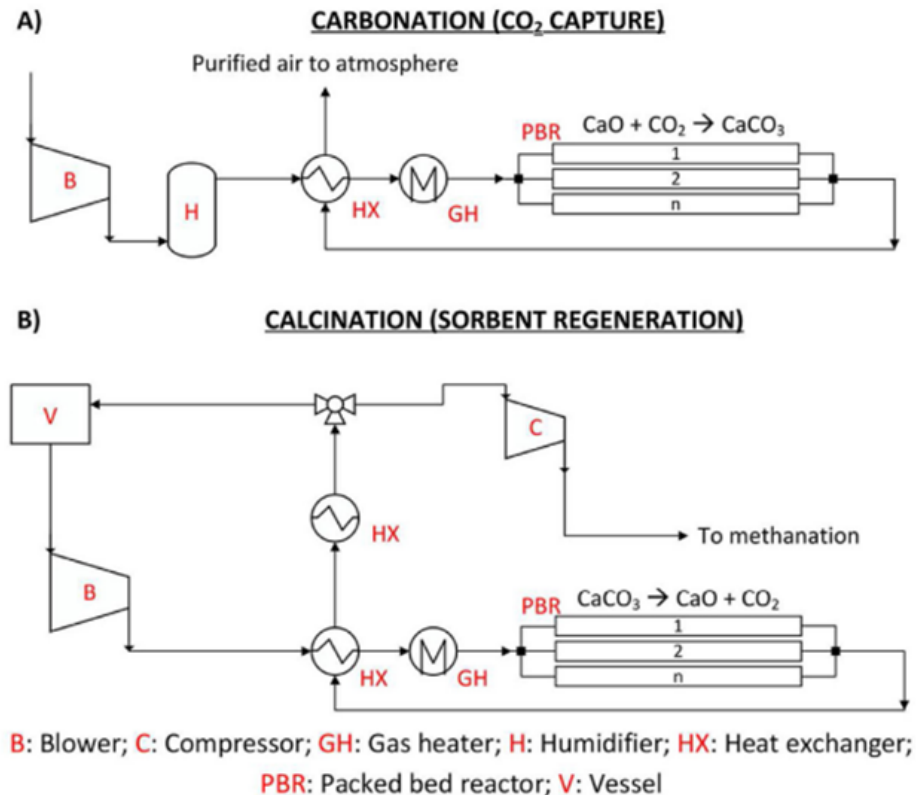 A)
CARBONATION (CO₂ CAPTURE)
Purified air to atmosphere
PBR
CaO + CO₂ → CaCO₃
B
H
HX
GH
1
2
n
B)
CALCINATION (SORBENT REGENERATION)
V
C
HX
To methanation
B
PBR
CaCO₃ → CaO + CO₂
HX
GH
1
2
n
B: Blower; C: Compressor; GH: Gas heater; H: Humidifier; HX: Heat exchanger;
PBR: Packed bed reactor; V: Vessel